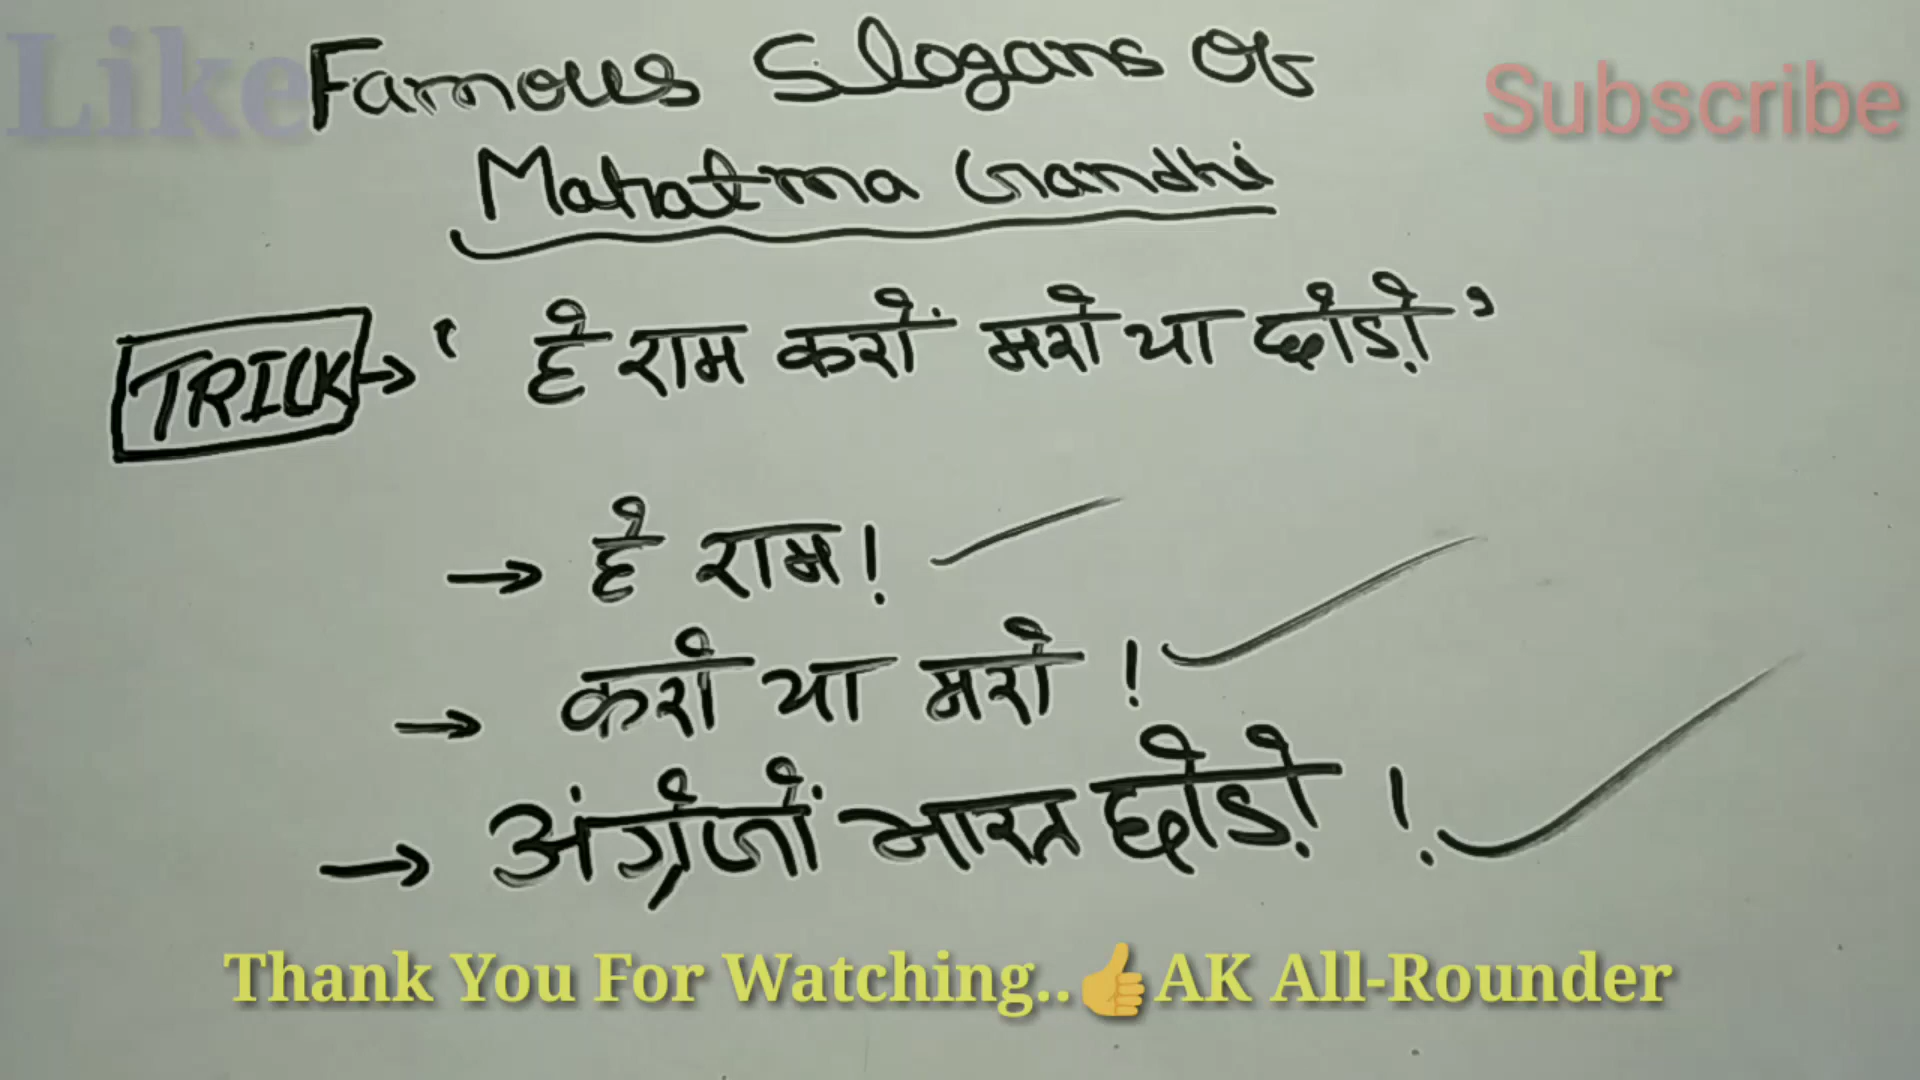 Like
Subscribe
Famous Slogans Of
Mahatma Gandhi
TRICK → ' हे राम करों मरो या छोडो़ '
→ हे राम !
→ करो या मरो !
→ अंग्रेजों भारत छोडो़ !
Thank You For Watching..👍AK All-Rounder